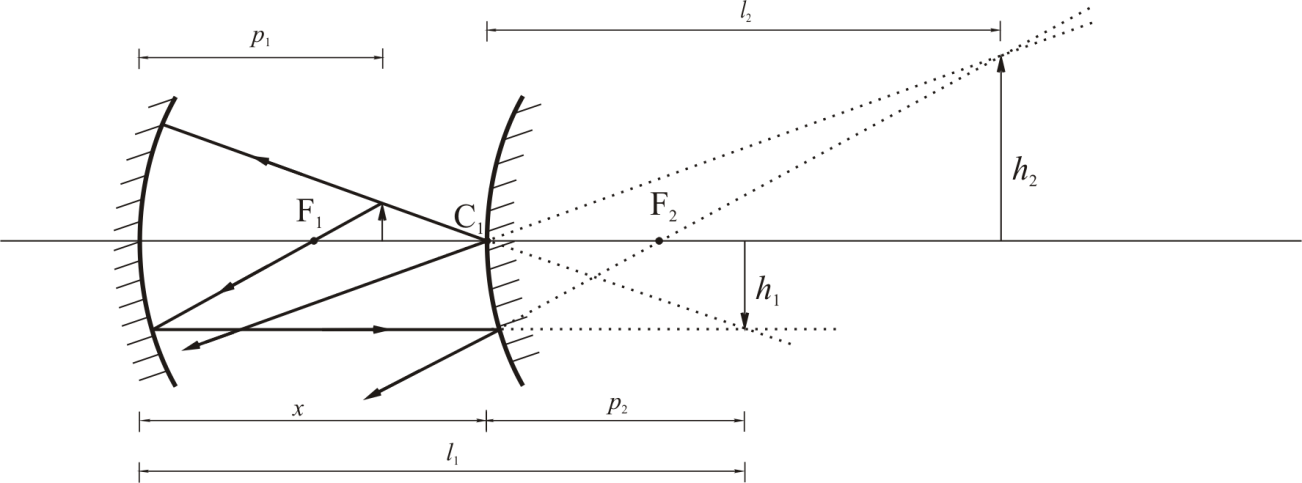 l₂
p₁
F₁
C₁
F₂
h₂
h₁
x
p₂
l₁